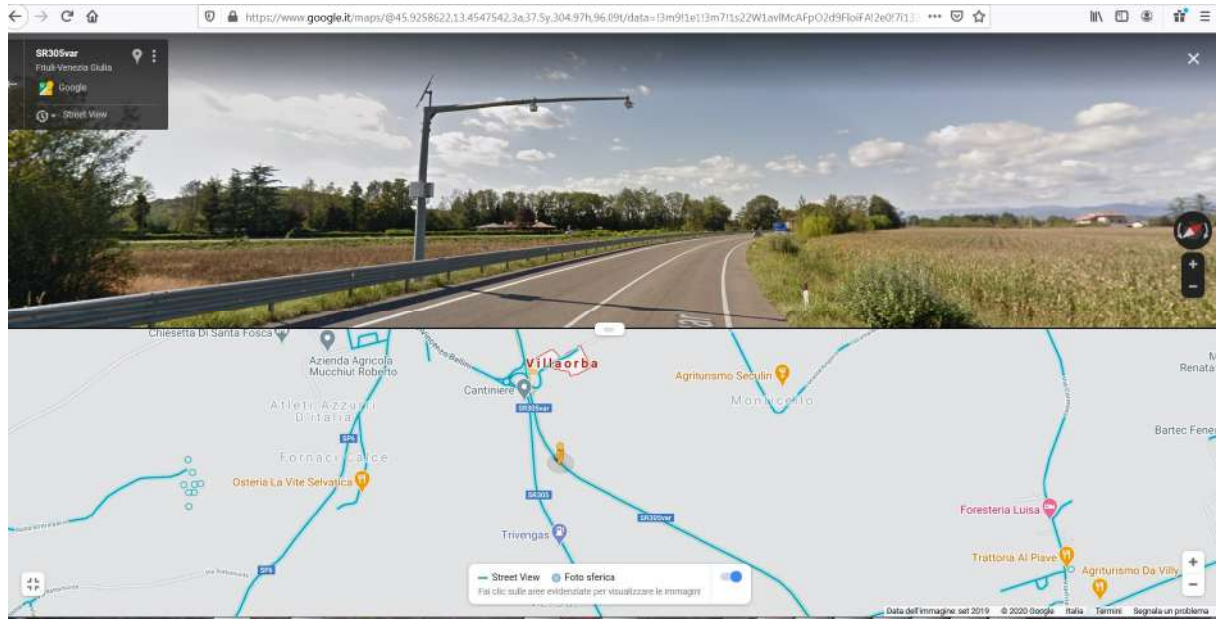 https://www.google.it/maps/@45.9258622,13.4547542,3a,37.5y,304.97h,96.09t/data=!3m9!1e1!3m7!1s22W1avlMcAFpO2d9FloiFA!2e0!7i13
SR305var
Friuli-Venezia Giulia
Google
Street View
Chiesetta Di Santa Fosca
Azienda Agricola
Mucchiut Roberto
Vincenzo Bellini
Villaorba
Cantiniere
SR305var
Agriturismo Seculin
Monticello
Renata
Atleti Azzurri
D'italia
SP6
Bartec Fene
Fornaci Calce
Osteria La Vite Selvatica
SR305
SR305var
Foresteria Luisa
Trivengas
Trattoria Al Piave
Agriturismo Da Villy
SP6
Street View
Foto sferica
Fai clic sulle aree evidenziate per visualizzare le immagini
Data dell'immagine: set 2019 © 2020 Google Italia Termini Segnala un problema